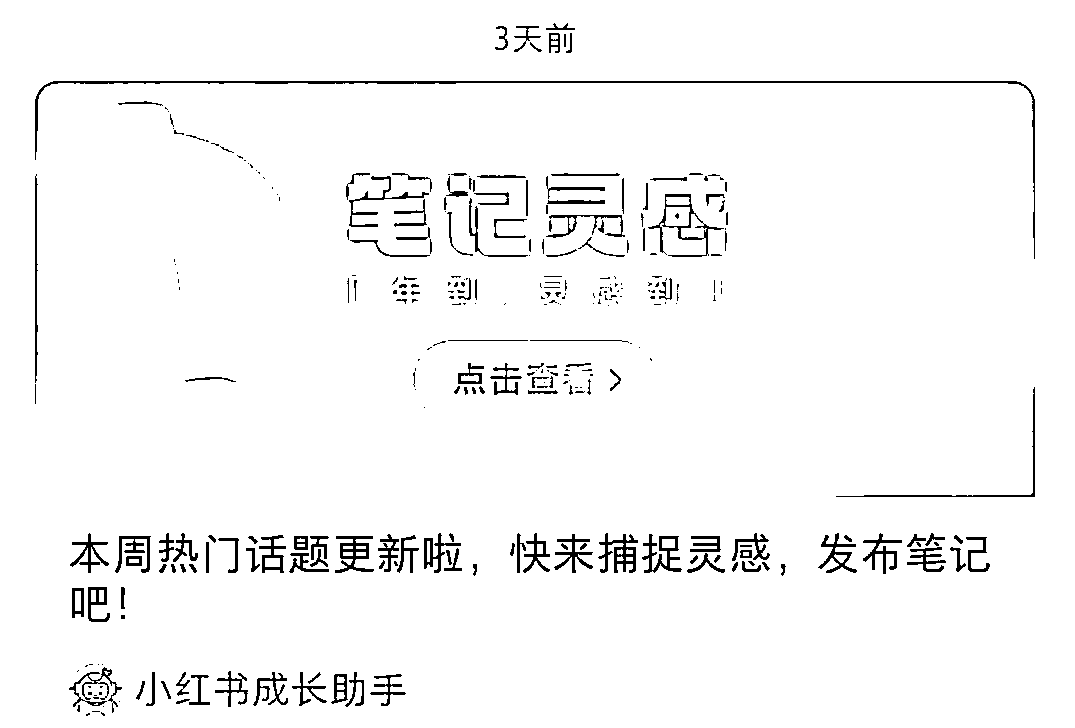 3天前
笔记灵感
年到 灵感到
点击查看 >
本周热门话题更新啦，快来捕捉灵感，发布笔记
吧！
小红书成长助手